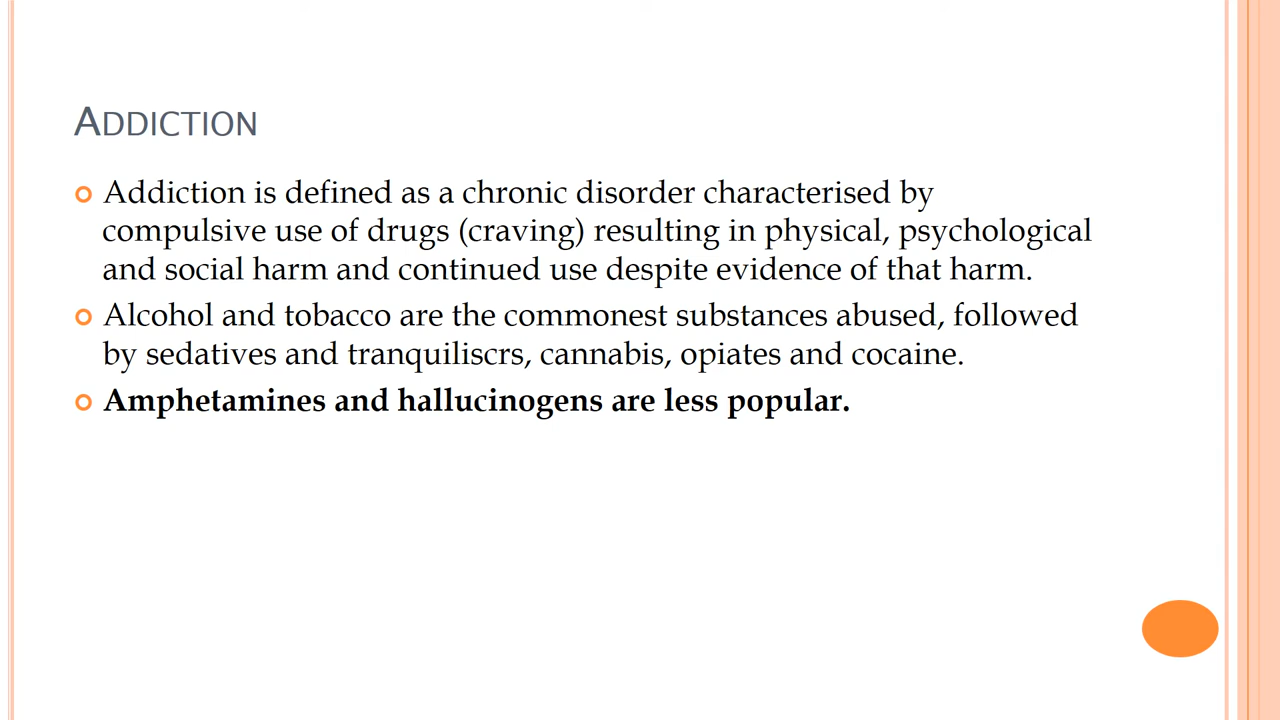 ADDICTION
Addiction is defined as a chronic disorder characterised by
compulsive use of drugs (craving) resulting in physical, psychological
and social harm and continued use despite evidence of that harm.
Alcohol and tobacco are the commonest substances abused, followed
by sedatives and tranquiliscrs, cannabis, opiates and cocaine.
Amphetamines and hallucinogens are less popular.